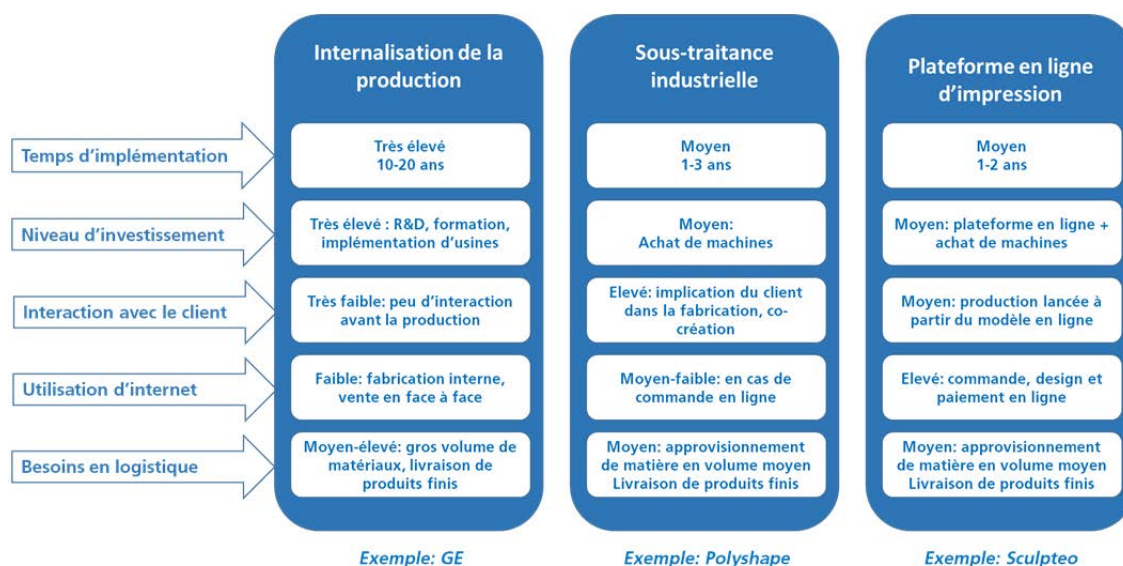 Internalisation de la
production
Sous-traitance
industrielle
Plateforme en ligne
d'impression
Temps d'implémentation
Très élevé
10-20 ans
Moyen
1-3 ans
Moyen
1-2 ans
Niveau d'investissement
Très élevé : R&D, formation,
implémentation d'usines
Moyen:
Achat de machines
Moyen: plateforme en ligne +
achat de machines
Interaction avec le client
Très faible: peu d'interaction
avant la production
Elevé: implication du client
dans la fabrication, co-
création
Moyen: production lancée à
partir du modèle en ligne
Utilisation d'internet
Faible: fabrication interne,
vente en face à face
Moyen-faible: en cas de
commande en ligne
Elevé: commande, design et
paiement en ligne
Besoins en logistique
Moyen-élevé: gros volume de
matériaux, livraison de
produits finis
Moyen: approvisionnement
de matière en volume moyen
Livraison de produits finis
Moyen: approvisionnement
de matière en volume moyen
Livraison de produits finis
Exemple: GE
Exemple: Polyshape
Exemple: Sculpteo